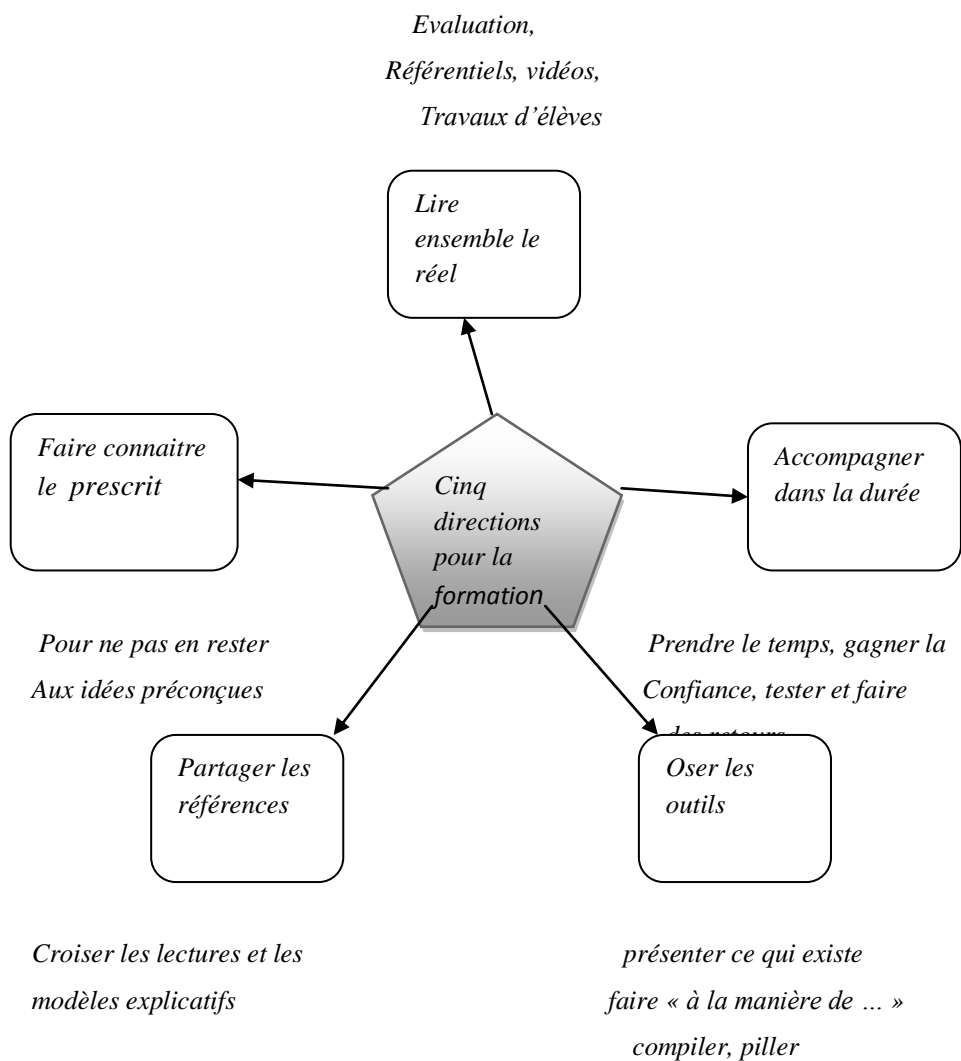 Evaluation,
Référentiels, vidéos,
Travaux d’élèves
Lire
ensemble le
réel
Faire connaitre
le prescrit
Accompagner
dans la durée
Cinq
directions
pour la
formation
Pour ne pas en rester
Aux idées préconçues
Prendre le temps, gagner la
Confiance, tester et faire
des retours
Partager les
références
Oser les
outils
Croiser les lectures et les
modèles explicatifs
présenter ce qui existe
faire « à la manière de … »
compiler, piller